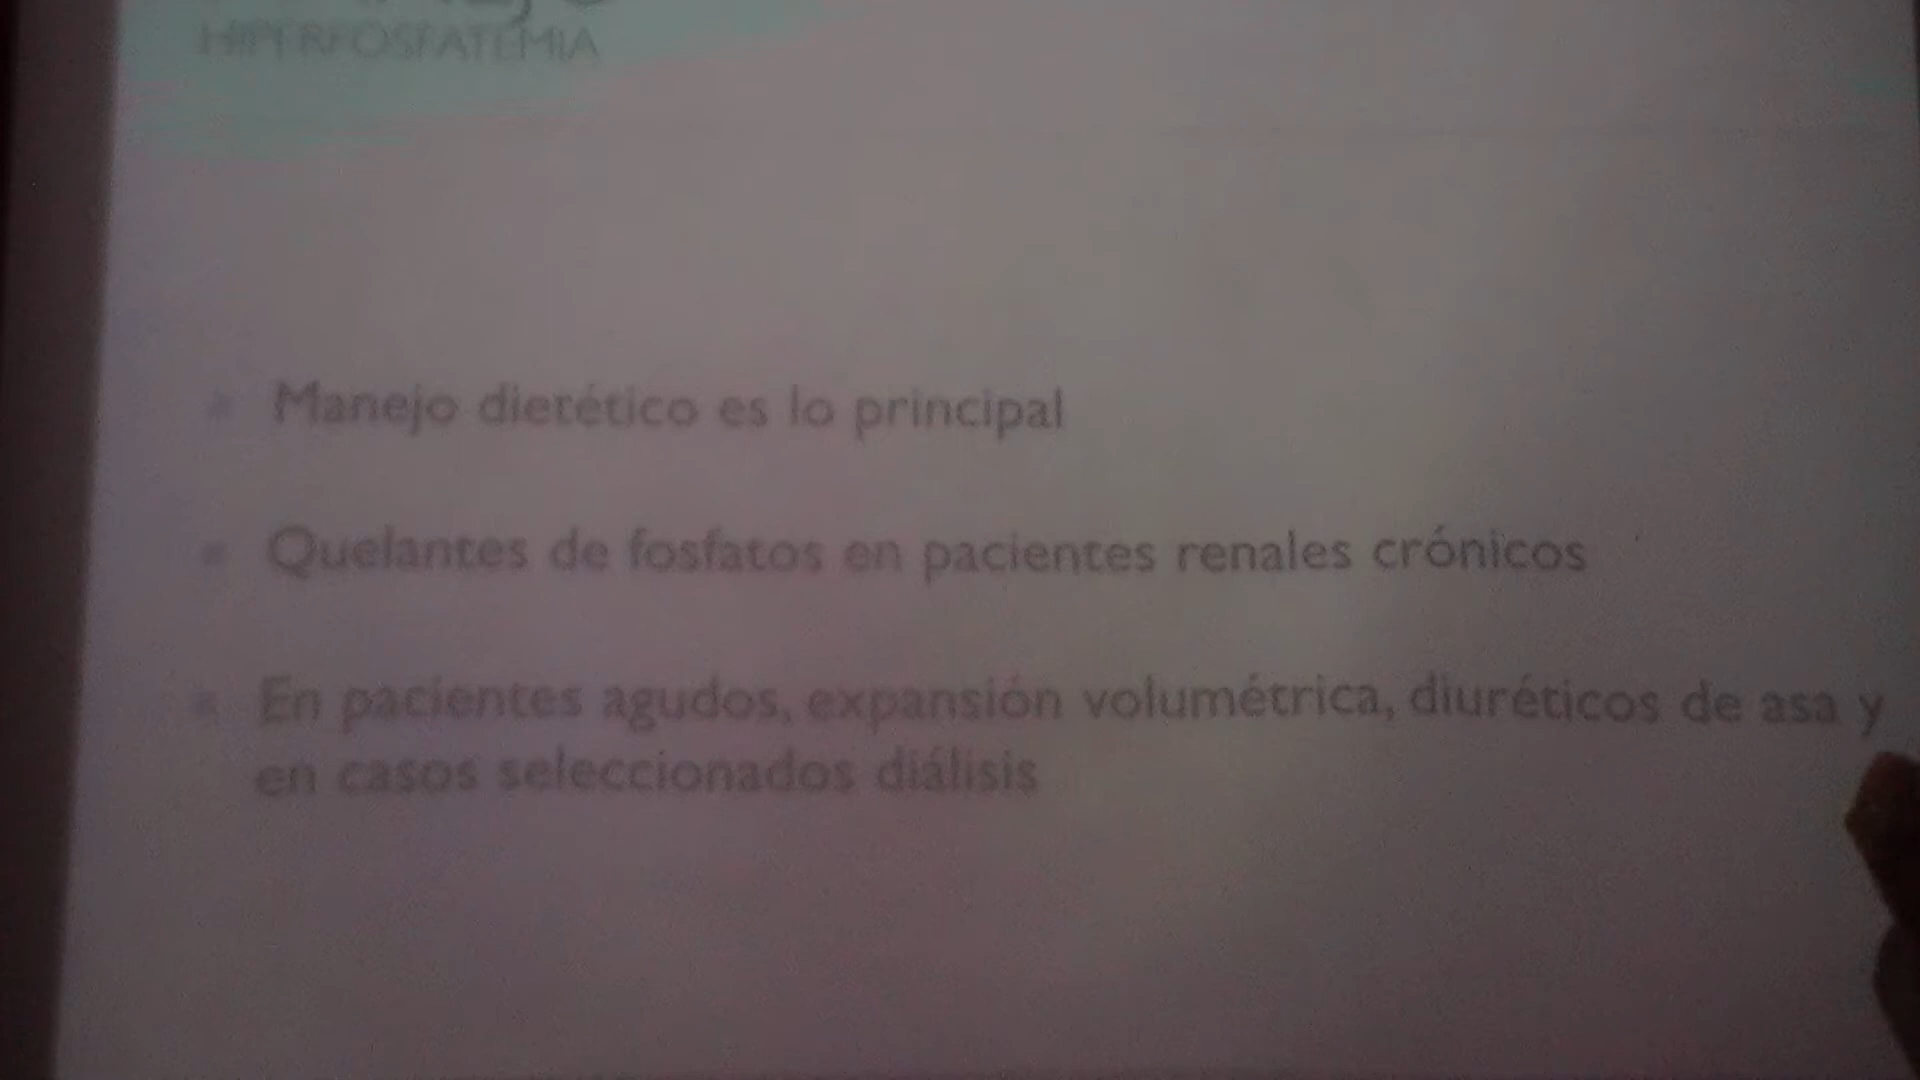 HIPERFOSFATEMIA
Manejo dietético es lo principal
Quelantes de fosfatos en pacientes renales crónicos
En pacientes agudos, expansión volumétrica, diuréticos de asa y
en casos seleccionados diálisis